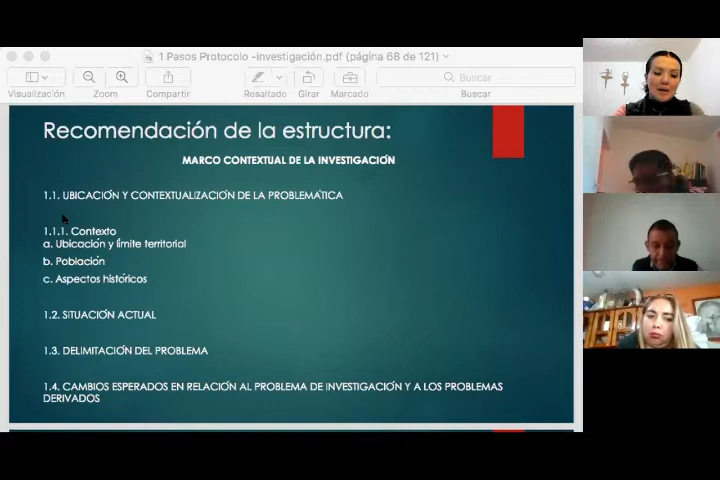 1 Pasos Protocolo -investigación.pdf (página 68 de 121)
Visualización
Zoom
Compartir
Resaltado
Girar
Marcado
Buscar
Buscar
Recomendación de la estructura:
MARCO CONTEXTUAL DE LA INVESTIGACIÓN
1.1. UBICACIÓN Y CONTEXTUALIZACIÓN DE LA PROBLEMÁTICA
1.1.1. Contexto
a. Ubicación y límite territorial
b. Población
c. Aspectos históricos
1.2. SITUACIÓN ACTUAL
1.3. DELIMITACIÓN DEL PROBLEMA
1.4. CAMBIOS ESPERADOS EN RELACIÓN AL PROBLEMA DE INVESTIGACIÓN Y A LOS PROBLEMAS
DERIVADOS